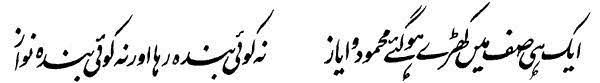 ایک ہی صف میں کھڑے ہو گئے محمود و ایاز نہ کوئی بندہ رہا اور نہ کوئی بندہ نواز